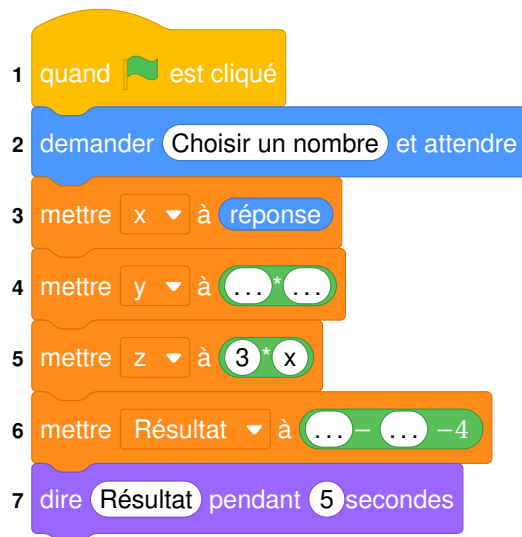 1 quand est cliqué
2 demander Choisir un nombre et attendre
3 mettre x à réponse
4 mettre y à ... * ...
5 mettre z à 3 * x
6 mettre Résultat à ... − ... −4
7 dire Résultat pendant 5 secondes